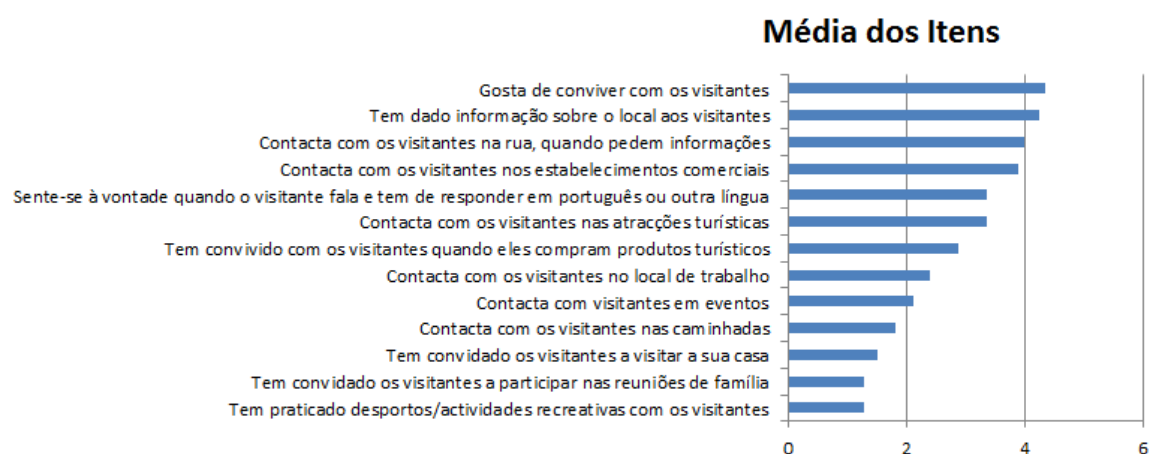 Média dos Itens
Gosta de conviver com os visitantes
Tem dado informação sobre o local aos visitantes
Contacta com os visitantes na rua, quando pedem informações
Contacta com os visitantes nos estabelecimentos comerciais
Sente-se à vontade quando o visitante fala e tem de responder em português ou outra língua
Contacta com os visitantes nas atracções turísticas
Tem convivido com os visitantes quando eles compram produtos turísticos
Contacta com os visitantes no local de trabalho
Contacta com visitantes em eventos
Contacta com os visitantes nas caminhadas
Tem convidado os visitantes a visitar a sua casa
Tem convidado os visitantes a participar nas reuniões de família
Tem praticado desportos/actividades recreativas com os visitantes
0 2 4 6